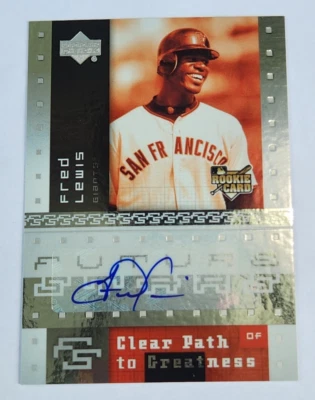 UPPER DECK
Fred
Lewis
GIANTS
SAN FRANCISCO
ROOKIE CARD
FUTURE
STARS
OF
Clear Path
to Greatness